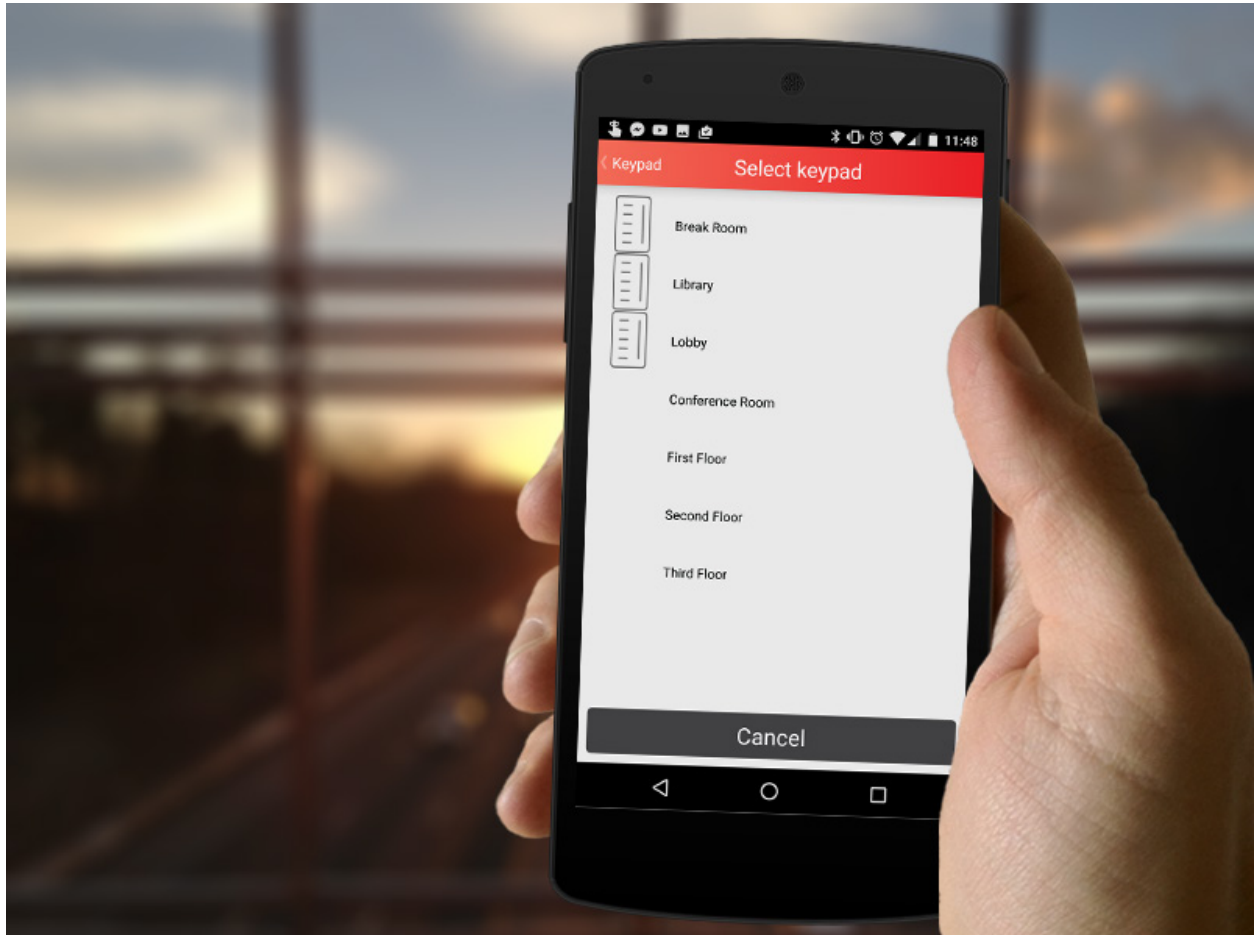 11:48
Keypad
Select keypad
Break Room
Library
Lobby
Conference Room
First Floor
Second Floor
Third Floor
Cancel